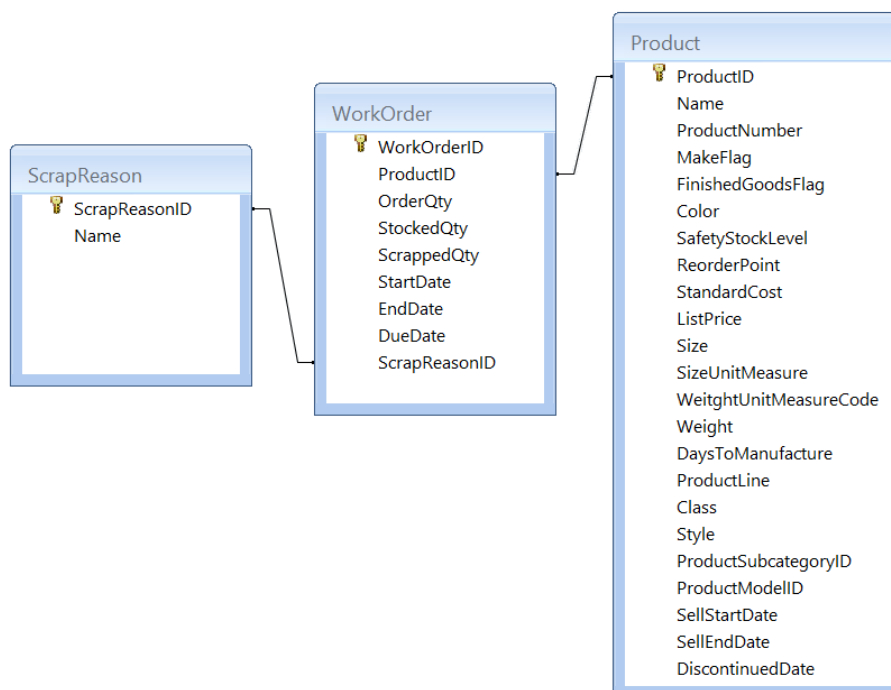 ScrapReason
ScrapReasonID
Name
WorkOrder
WorkOrderID
ProductID
OrderQty
StockedQty
ScrappedQty
StartDate
EndDate
DueDate
ScrapReasonID
Product
ProductID
Name
ProductNumber
MakeFlag
FinishedGoodsFlag
Color
SafetyStockLevel
ReorderPoint
StandardCost
ListPrice
Size
SizeUnitMeasure
WeitghtUnitMeasureCode
Weight
DaysToManufacture
ProductLine
Class
Style
ProductSubcategoryID
ProductModelID
SellStartDate
SellEndDate
DiscontinuedDate